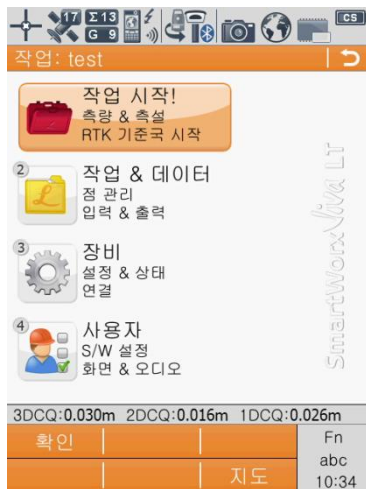 17 Σ 13 G 9 CS
작업: test
작업 시작!
측량 & 측설
RTK 기준국 시작
2 작업 & 데이터
점 관리
입력 & 출력
3 장비
설정 & 상태
연결
4 사용자
S/W 설정
화면 & 오디오
SmartWorx Viva LT
3DCQ:0.030m 2DCQ:0.016m 1DCQ:0.026m
확인 Fn
abc
지도 10:34